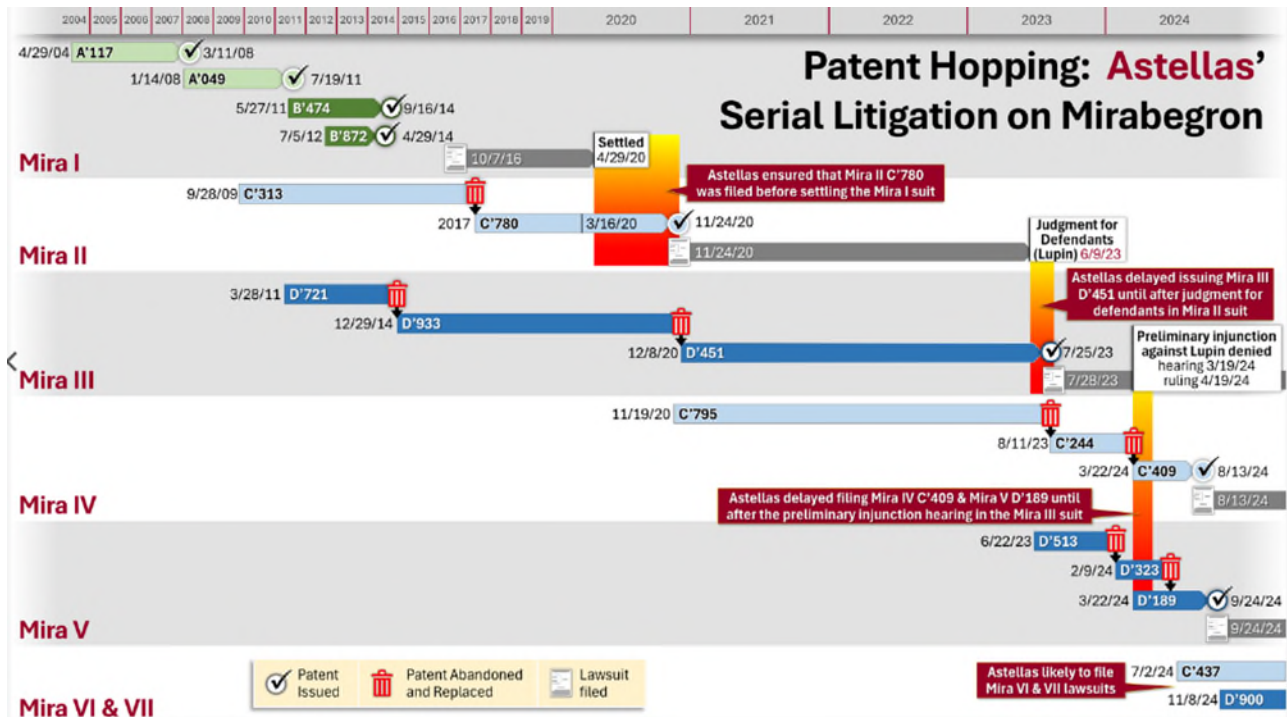 2004 2005 2006 2007 2008 2009 2010 2011 2012 2013 2014 2015 2016 2017 2018 2019 2020 2021 2022 2023 2024
Patent Hopping: Astellas’
Serial Litigation on Mirabegron
4/29/04 A’117 3/11/08
1/14/08 A’049 7/19/11
5/27/11 B’474 9/16/14
7/5/12 B’872 4/29/14
Mira I
10/7/16
Settled
4/29/20
Astellas ensured that Mira II C’780
was filed before settling the Mira I suit
9/28/09 C’313
2017 C’780 3/16/20 11/24/20
Mira II
11/24/20
Judgment for
Defendants
(Lupin) 6/9/23
Astellas delayed issuing Mira III
D’451 until after judgment for
defendants in Mira II suit
3/28/11 D’721
12/29/14 D’933
12/8/20 D’451 7/25/23
Mira III
7/28/23
Preliminary injunction
against Lupin denied
hearing 3/19/24
ruling 4/19/24
11/19/20 C’795
8/11/23 C’244
3/22/24 C’409 8/13/24
Mira IV
8/13/24
Astellas delayed filing Mira IV C’409 & Mira V D’189 until
after the preliminary injunction hearing in the Mira III suit
6/22/23 D’513
2/9/24 D’323
3/22/24 D’189 9/24/24
Mira V
9/24/24
Patent
Issued
Patent Abandoned
and Replaced
Lawsuit
filed
Astellas likely to file
Mira VI & VII lawsuits
7/2/24 C’437
11/8/24 D’900
Mira VI & VII